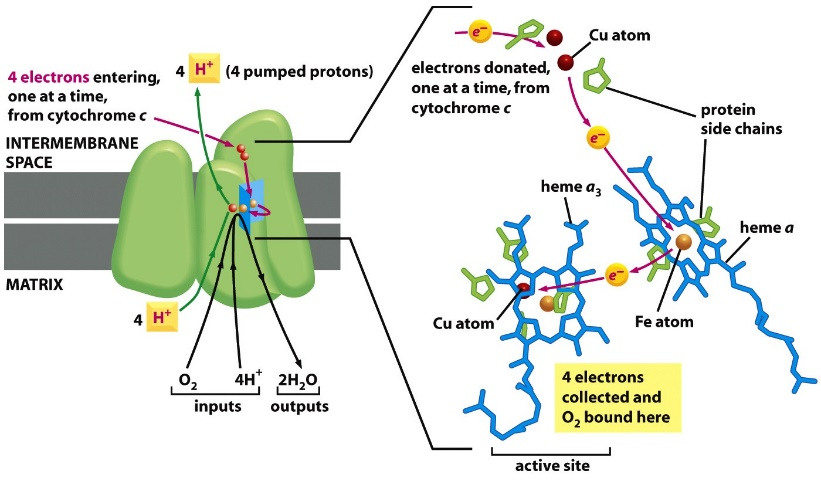 4 H+ (4 pumped protons)
4 electrons entering,
one at a time,
from cytochrome c
INTERMEMBRANE
SPACE
MATRIX
4 H+
O2
4H+
2H2O
inputs
outputs
e–
Cu atom
electrons donated,
one at a time, from
cytochrome c
protein
side chains
e–
heme a3
heme a
e–
Cu atom
Fe atom
4 electrons
collected and
O2 bound here
active site